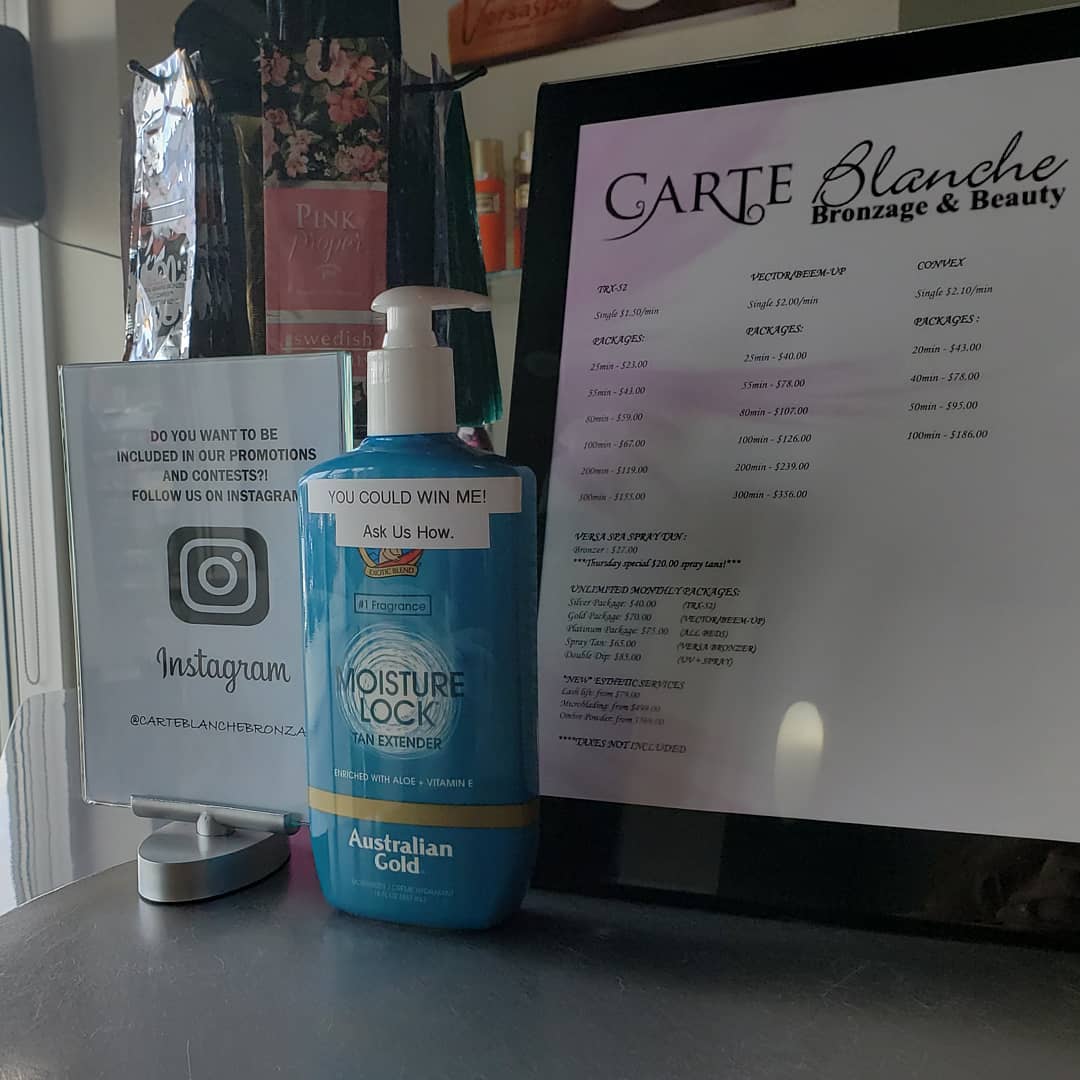 Versaspa
PINK
proper
swedish
DO YOU WANT TO BE
INCLUDED IN OUR PROMOTIONS
AND CONTESTS?!
FOLLOW US ON INSTAGRAM
Instagram
@CARTEBLANCHEBRONZA
YOU COULD WIN ME!
Ask Us How.
EXOTIC BLEND
#1 Fragrance
MOISTURE
LOCK
TAN EXTENDER
ENRICHED WITH ALOE + VITAMIN E
Australian
Gold
CARTE Blanche
Bronzage & Beauty
TRX-52
Single $1.50/min
PACKAGES:
25min - $23.00
55min - $43.00
80min - $59.00
100min - $67.00
200min - $119.00
300min - $155.00
VECTOR/BEEM-UP
Single $2.00/min
PACKAGES:
25min - $40.00
55min - $78.00
80min - $107.00
100min - $126.00
200min - $239.00
300min - $356.00
CONVEX
Single $2.10/min
PACKAGES :
20min - $43.00
40min - $78.00
50min - $95.00
100min - $186.00
VERSA SPA SPRAY TAN :
Bronzer : $27.00
***Thursday special $20.00 spray tans!***
UNLIMITED MONTHLY PACKAGES:
Silver Package: $40.00 (TRX-52)
Gold Package: $70.00 (VECTOR/BEEM-UP)
Platinum Package: $75.00 (ALL BEDS)
Spray Tan: $65.00 (VERSA BRONZER)
Double Dip: $85.00 (UV + SPRAY)
*NEW* ESTHETIC SERVICES
Lash lift: from $79.00
Microblading: from $499.00
Ombre Powder: from
****TAXES NOT INCLUDED